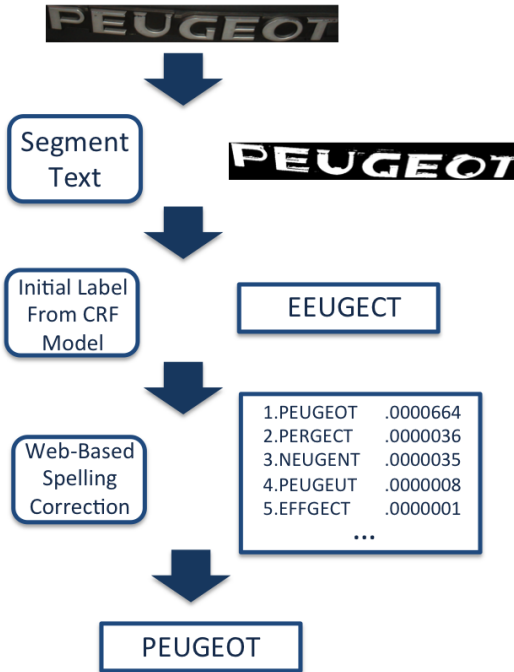 PEUGEOT
Segment
Text
PEUGEOT
Initial Label
From CRF
Model
EEUGECT
Web-Based
Spelling
Correction
1.PEUGEOT .0000664
2.PERGECT .0000036
3.NEUGENT .0000035
4.PEUGEUT .0000008
5.EFFGECT .0000001
...
PEUGEOT